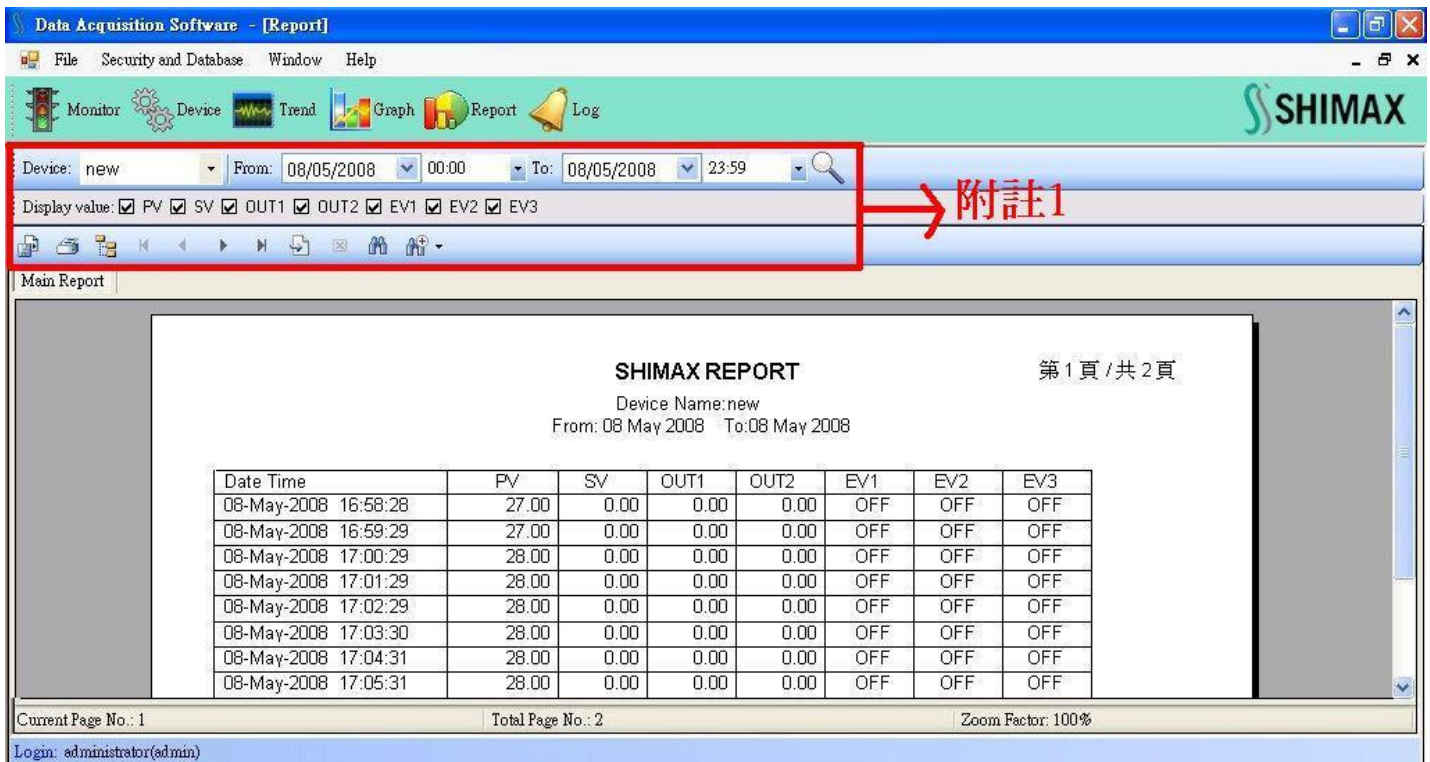 Data Acquisition Software - [Report]
File Security and Database Window Help
Monitor Device Trend Graph Report Log
SHIMAX
Device: new From: 08/05/2008 00:00 To: 08/05/2008 23:59
Display value: PV SV OUT1 OUT2 EV1 EV2 EV3
附註1
Main Report
SHIMAX REPORT
第1頁/共2頁
Device Name:new
From: 08 May 2008 To:08 May 2008
Date Time PV SV OUT1 OUT2 EV1 EV2 EV3
08-May-2008 16:58:28 27.00 0.00 0.00 0.00 OFF OFF OFF
08-May-2008 16:59:29 27.00 0.00 0.00 0.00 OFF OFF OFF
08-May-2008 17:00:29 28.00 0.00 0.00 0.00 OFF OFF OFF
08-May-2008 17:01:29 28.00 0.00 0.00 0.00 OFF OFF OFF
08-May-2008 17:02:29 28.00 0.00 0.00 0.00 OFF OFF OFF
08-May-2008 17:03:30 28.00 0.00 0.00 0.00 OFF OFF OFF
08-May-2008 17:04:31 28.00 0.00 0.00 0.00 OFF OFF OFF
08-May-2008 17:05:31 28.00 0.00 0.00 0.00 OFF OFF OFF
Current Page No.: 1 Total Page No.: 2 Zoom Factor: 100%
Login: administrator(admin)